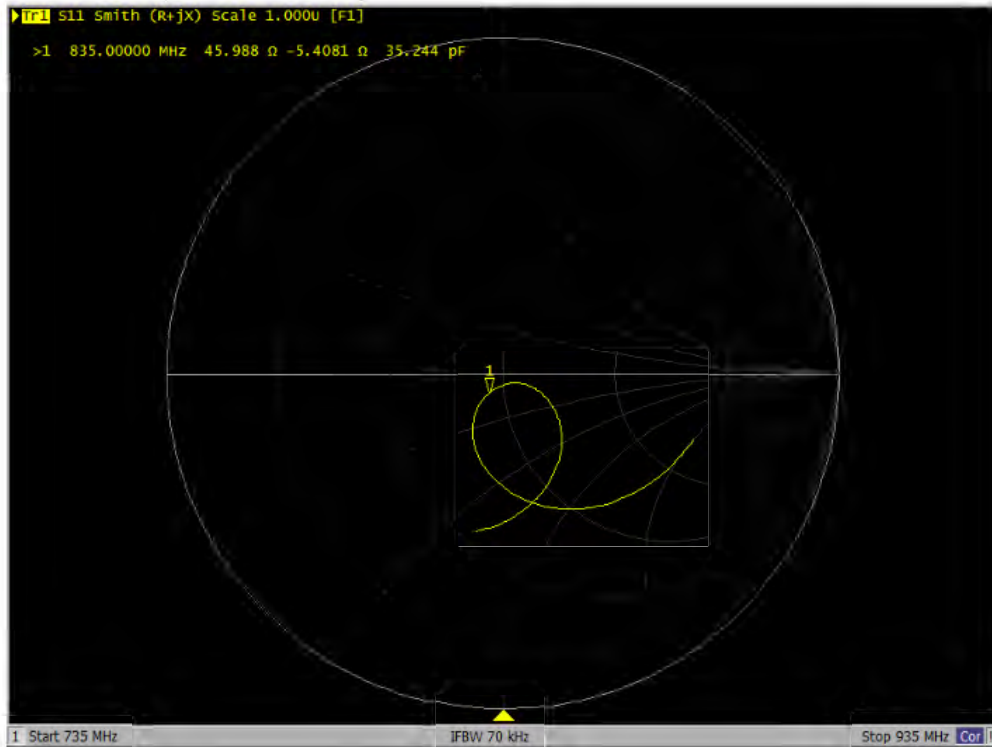 Tr1 S11 Smith (R+jX) Scale 1.000U [F1]
>1 835.00000 MHz 45.988 Ω -5.4081 Ω 35.244 pF
1
1 Start 735 MHz IFBW 70 kHz Stop 935 MHz Cor